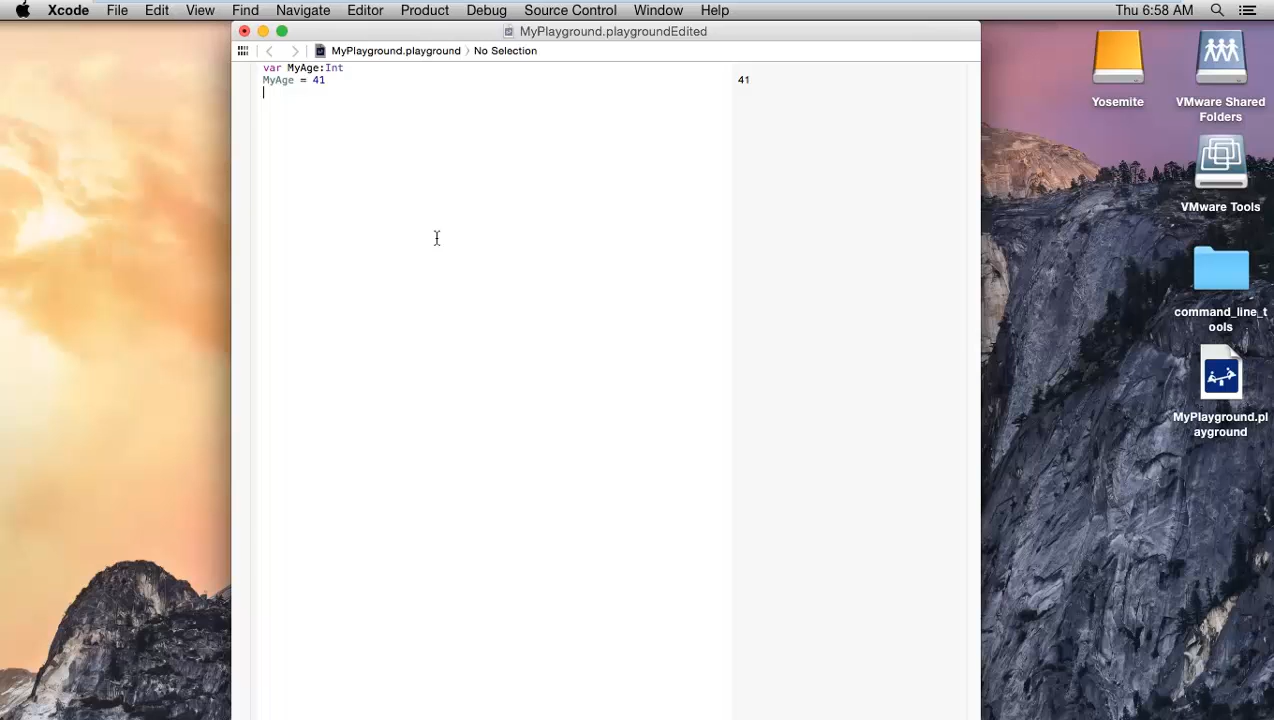 Xcode File Edit View Navigate Editor Product Debug Source Control Window Help Thu 6:58 AM
MyPlayground.playgroundEdited
MyPlayground.playground No Selection
var MyAge:Int
MyAge = 41
41
Yosemite
VMware Shared
Folders
VMware Tools
command_line_t
ools
MyPlayground.pl
ayground